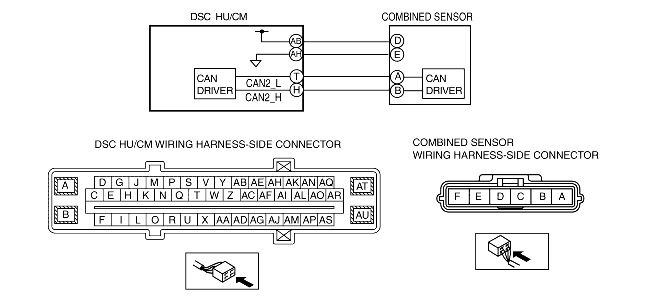 DSC HU/CM
COMBINED SENSOR
AB
D
AH
E
CAN
DRIVER
T
CAN2_L
A
CAN
DRIVER
H
CAN2_H
B
DSC HU/CM WIRING HARNESS-SIDE CONNECTOR
COMBINED SENSOR
WIRING HARNESS-SIDE CONNECTOR
A
D G J M P S V Y AB AE AH AK AN AQ
AT
C E H K N Q T W Z AC AF AI AL AO AR
B
F I L O R U X AA AD AG AJ AM AP AS
AU
F E D C B A